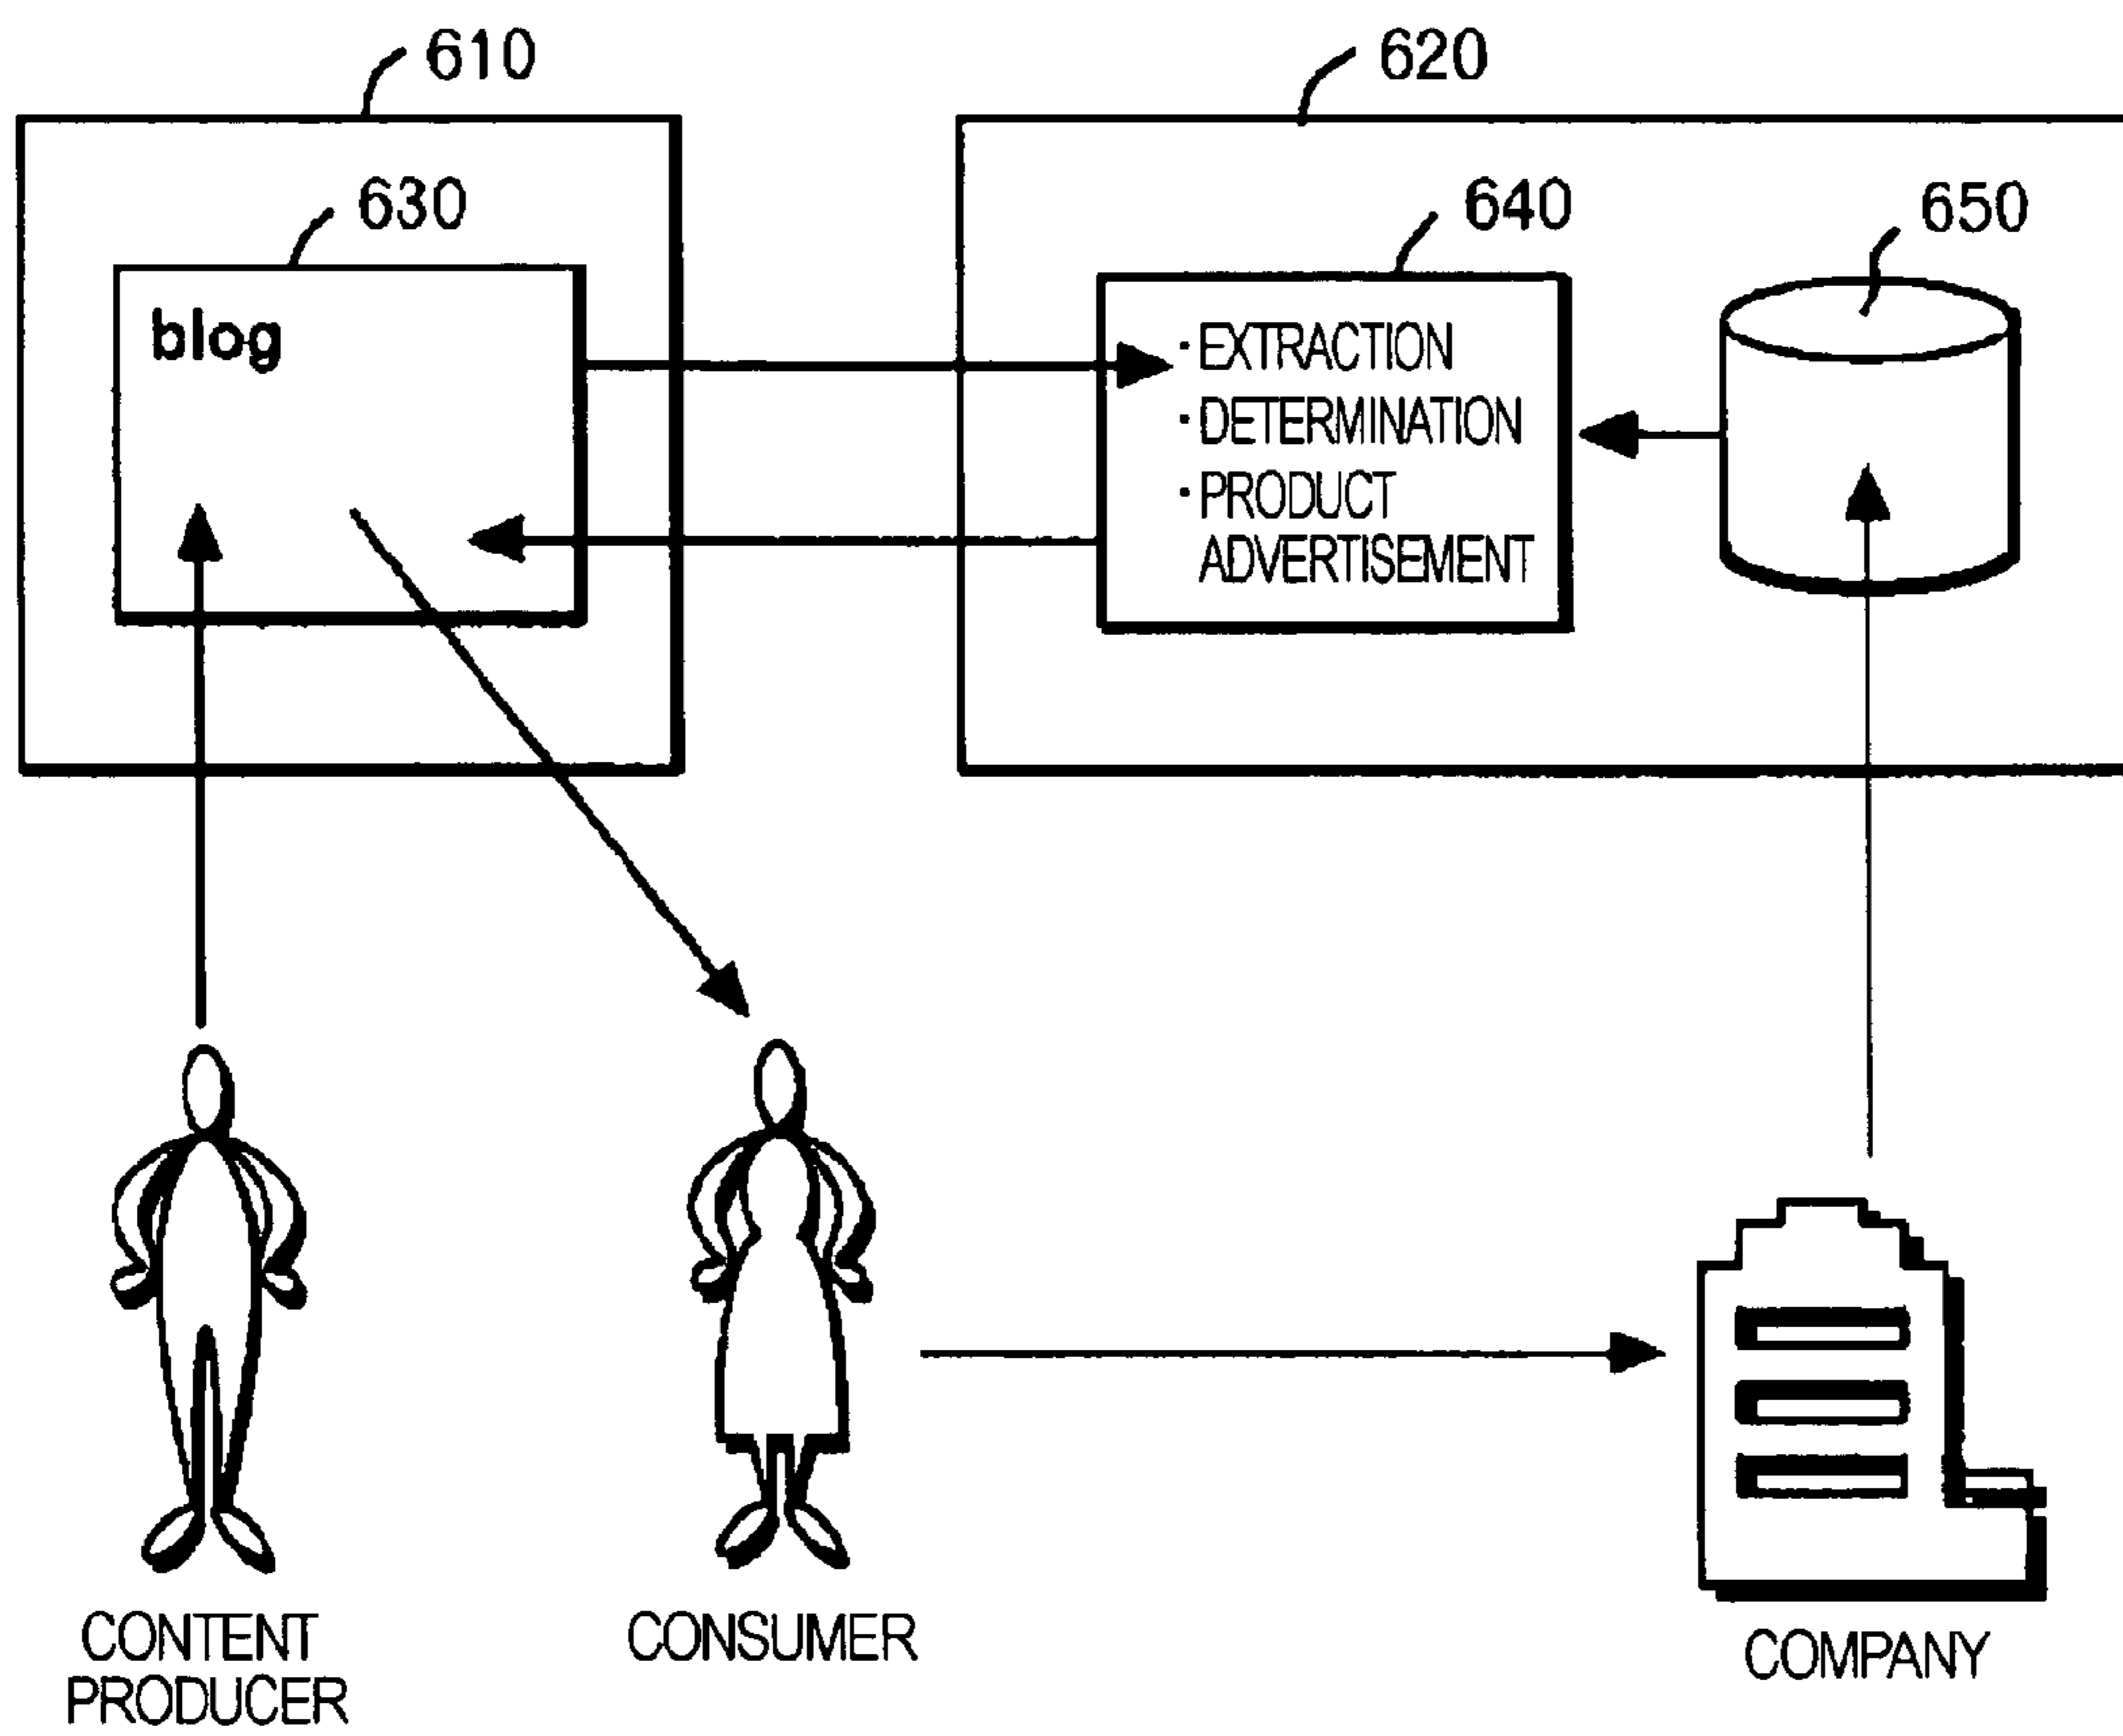 610
620
630
640
650
blog
· EXTRACTION
· DETERMINATION
· PRODUCT
ADVERTISEMENT
CONTENT
PRODUCER
CONSUMER
COMPANY